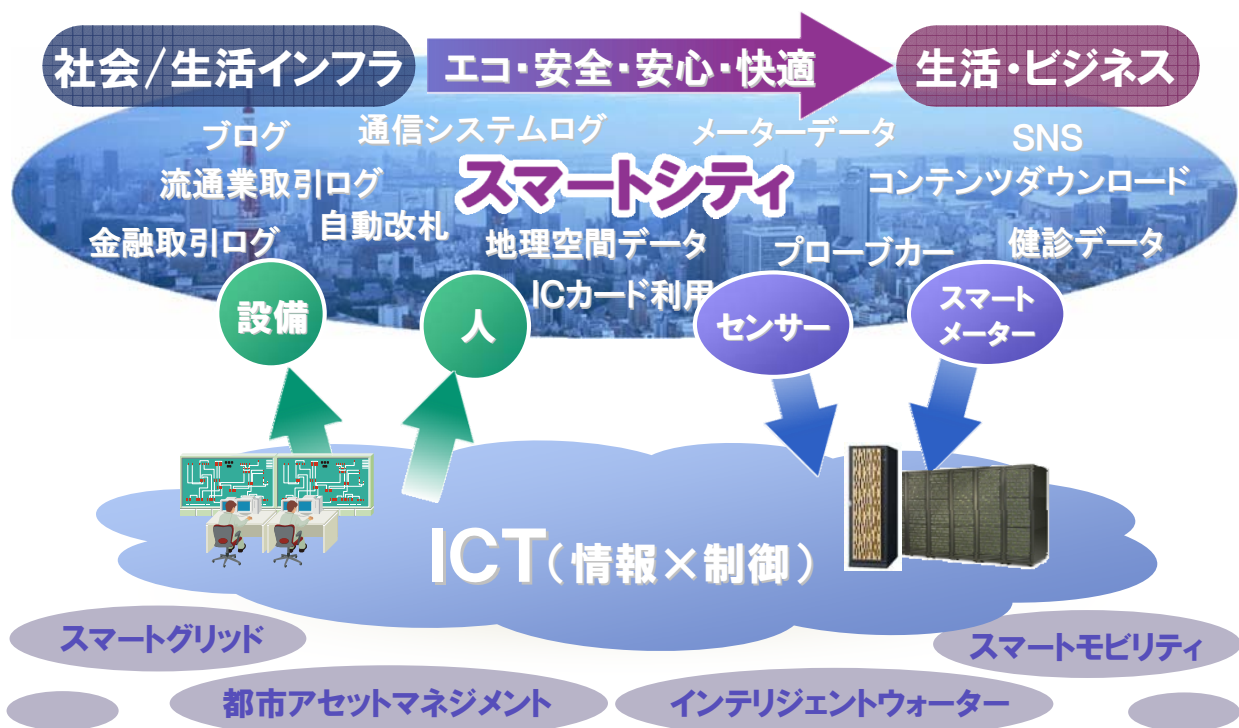 社会/生活インフラ
エコ・安全・安心・快適
生活・ビジネス
ブログ
通信システムログ
メーターデータ
SNS
スマートシティ
流通業取引ログ
コンテンツダウンロード
自動改札
金融取引ログ
地理空間データ
プローブカー
健診データ
ICカード利用
設備
人
センサー
スマート
メーター
ICT(情報×制御)
スマートグリッド
スマートモビリティ
都市アセットマネジメント
インテリジェントウォーター